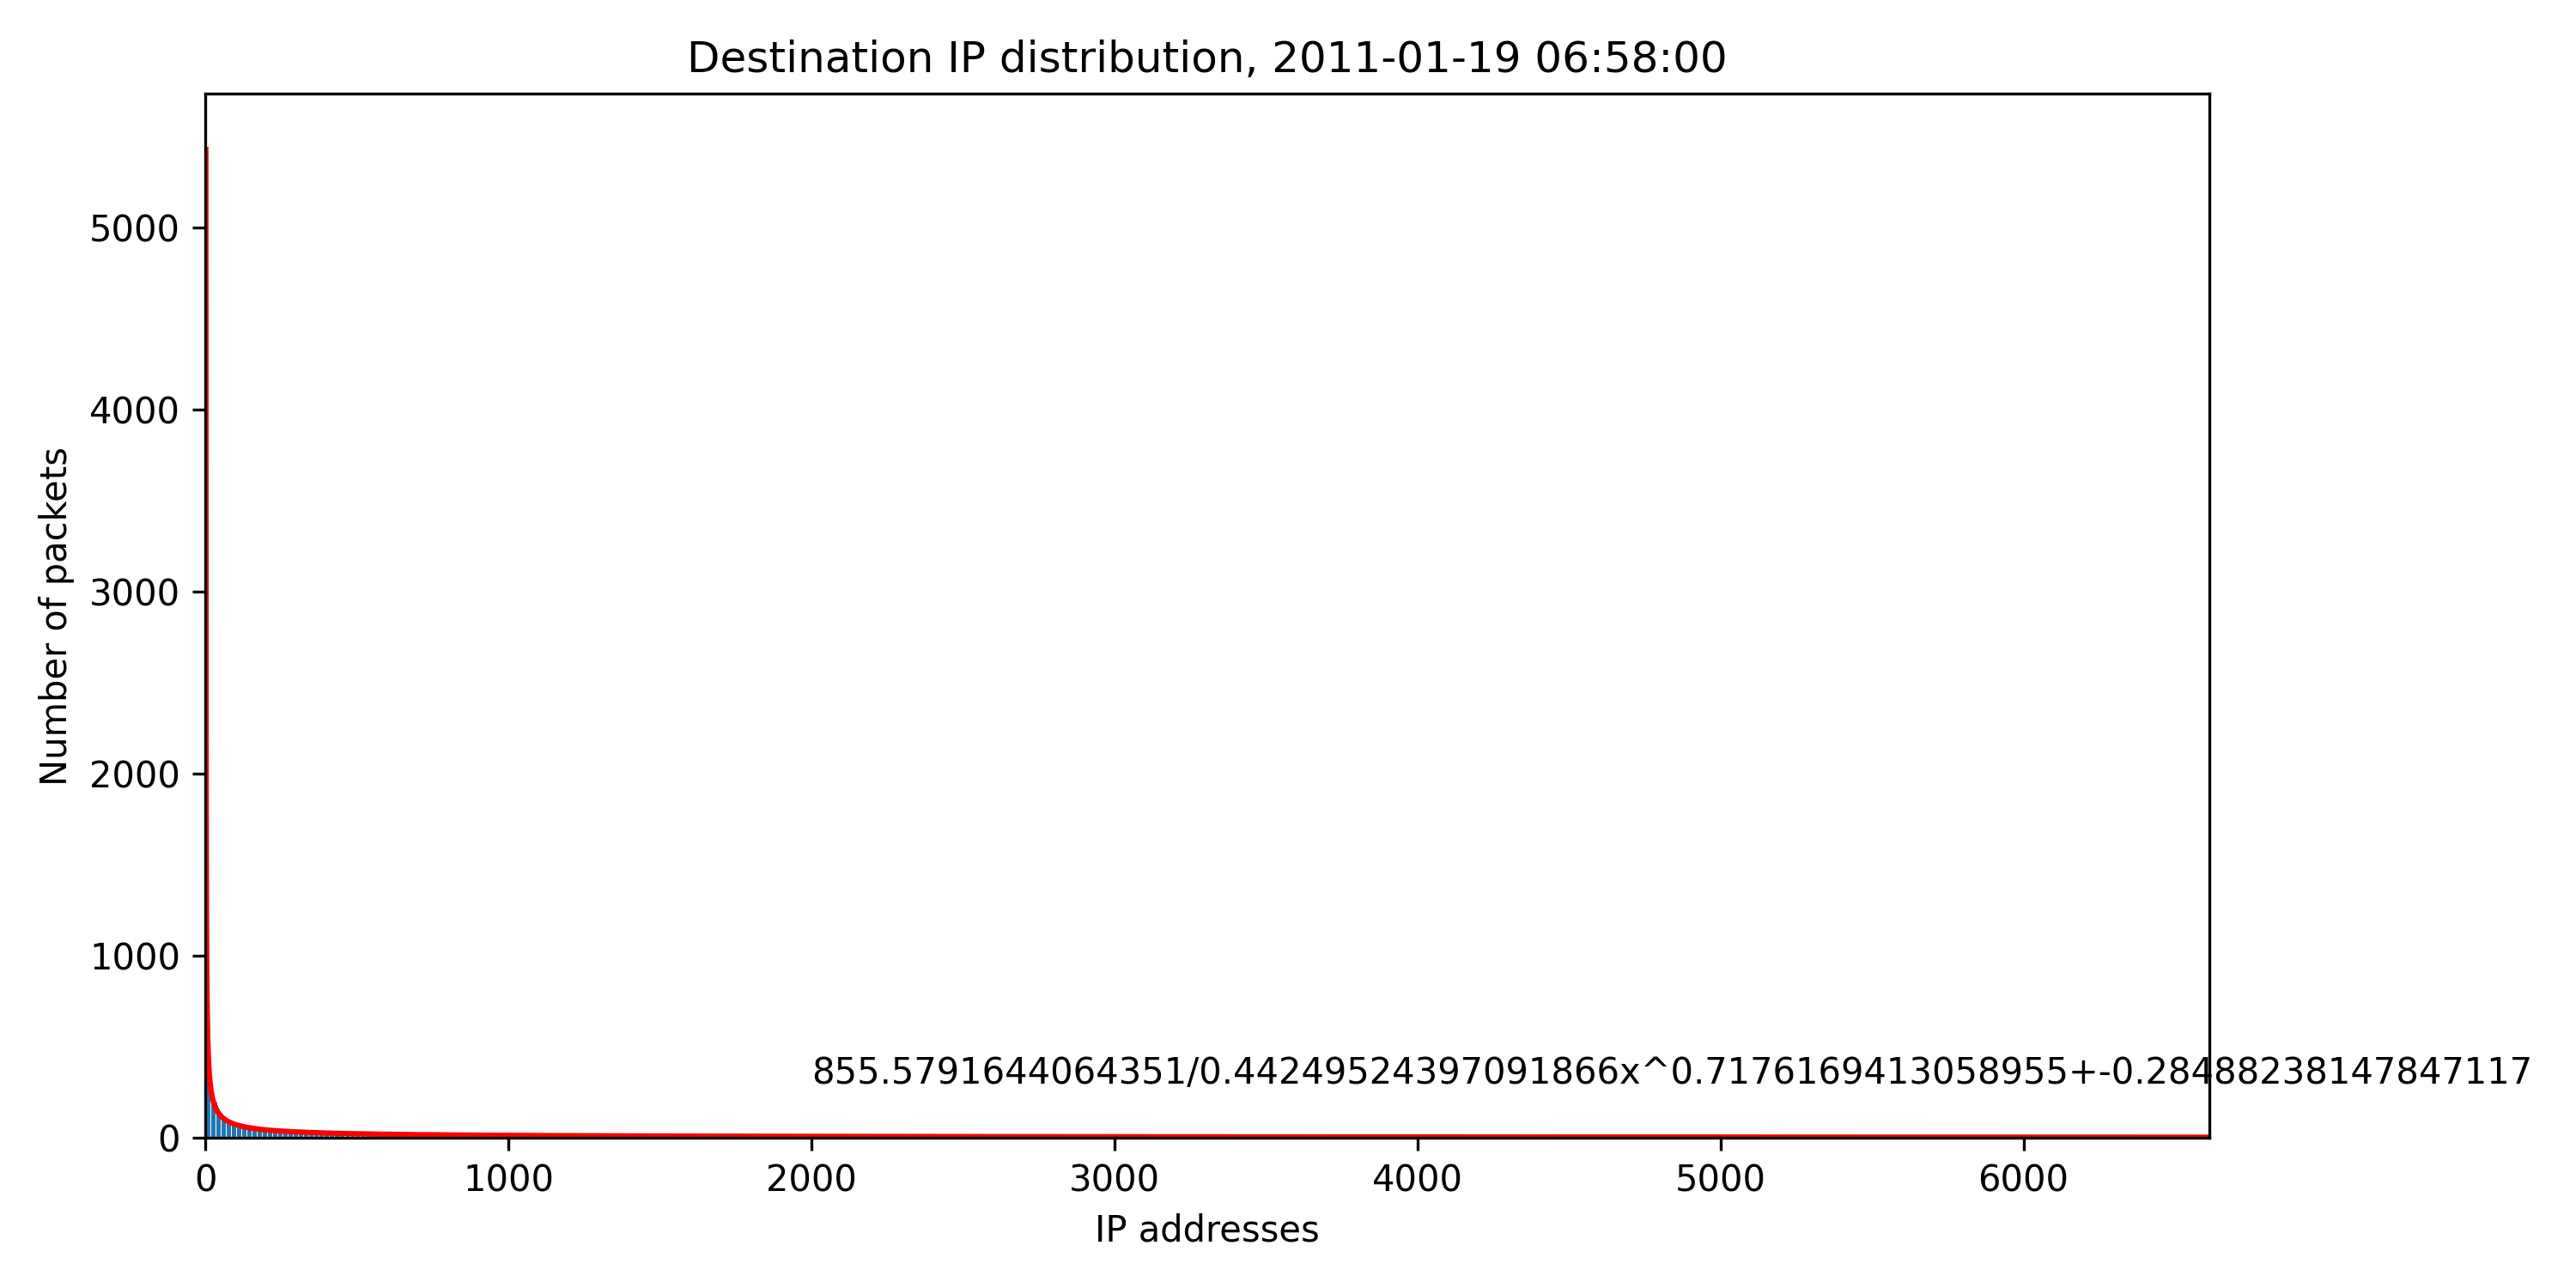 Destination IP distribution, 2011-01-19 06:58:00
Number of packets
5000
4000
3000
2000
1000
0
855.5791644064351/0.44249524397091866x^0.7176169413058955+-0.28488238147847117
0 1000 2000 3000 4000 5000 6000
IP addresses